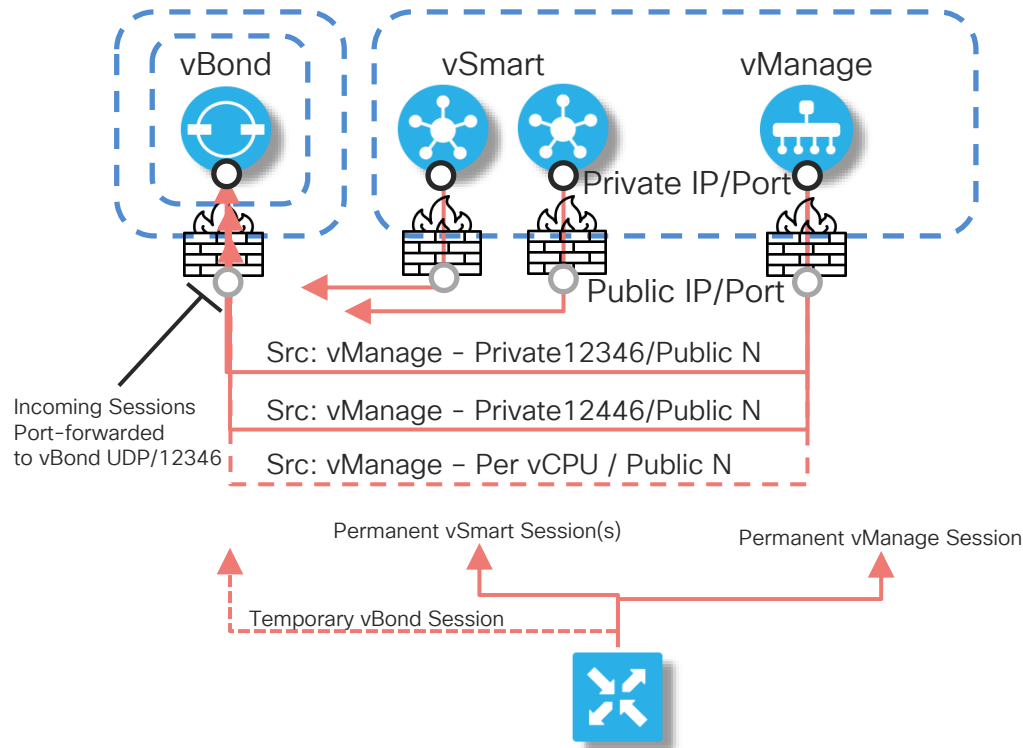 vBond
vSmart
vManage
Private IP/Port
Public IP/Port
Src: vManage - Private12346/Public N
Src: vManage - Private12446/Public N
Src: vManage – Per vCPU / Public N
Incoming Sessions
Port-forwarded
to vBond UDP/12346
Permanent vSmart Session(s)
Permanent vManage Session
Temporary vBond Session